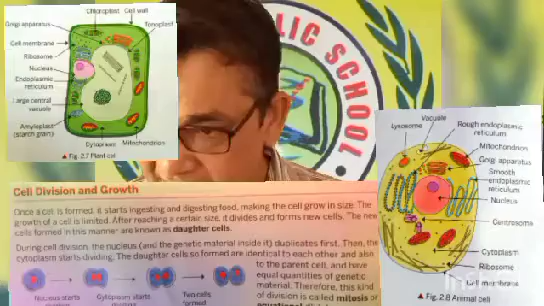 Chloroplast Cell wall
Golgi apparatus
Tonoplast
Cell membrane
Ribosome
Nucleus
Endoplasmic
reticulum
Large central
vacuole
Amyloplast
(starch grain)
Cytoplasm Mitochondrion
▲ Fig. 2.7 Plant cell
PUBLIC SCHOOL
Vacuole
Lysosome
Rough endoplasmic
reticulum
Mitochondrion
Golgi apparatus
Smooth
endoplasmic
reticulum
Nucleus
Centrosome
Cytoplasm
Ribosome
Cell membrane
▲ Fig. 2.8 Animal cell
Cell Division and Growth
Once a cell is formed, it starts ingesting and digesting food, making the cell grow in size. The
growth of a cell is limited. After reaching a certain size, it divides and forms new cells. The new
cells formed in this manner are known as daughter cells.
During cell division, the nucleus (and the genetic material inside it) duplicates first. Then, the
cytoplasm starts dividing. The daughter cells so formed are identical to each other and also
to the parent cell, and have
equal quantities of genetic
material. Therefore, this kind
of division is called mitosis or
Nucleus starts
Cytoplasm starts
Two cells
formed